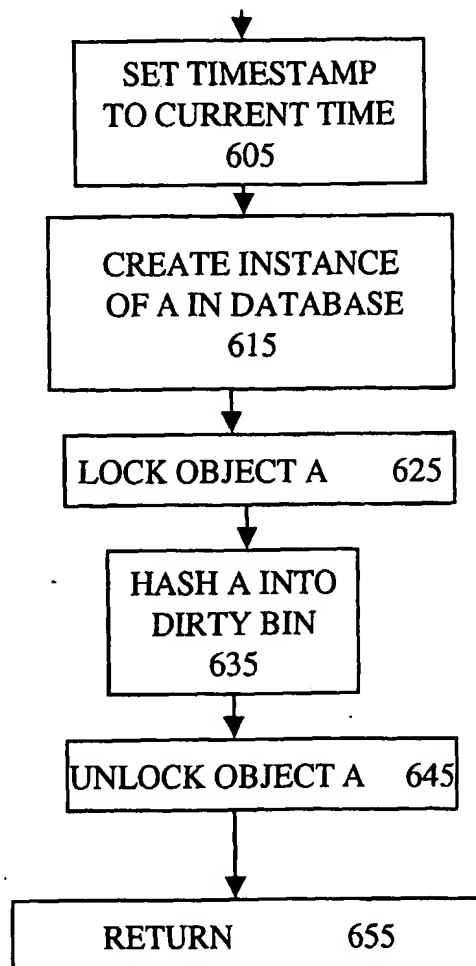 SET TIMESTAMP
TO CURRENT TIME
605
CREATE INSTANCE
OF A IN DATABASE
615
LOCK OBJECT A 625
HASH A INTO
DIRTY BIN
635
UNLOCK OBJECT A 645
RETURN 655